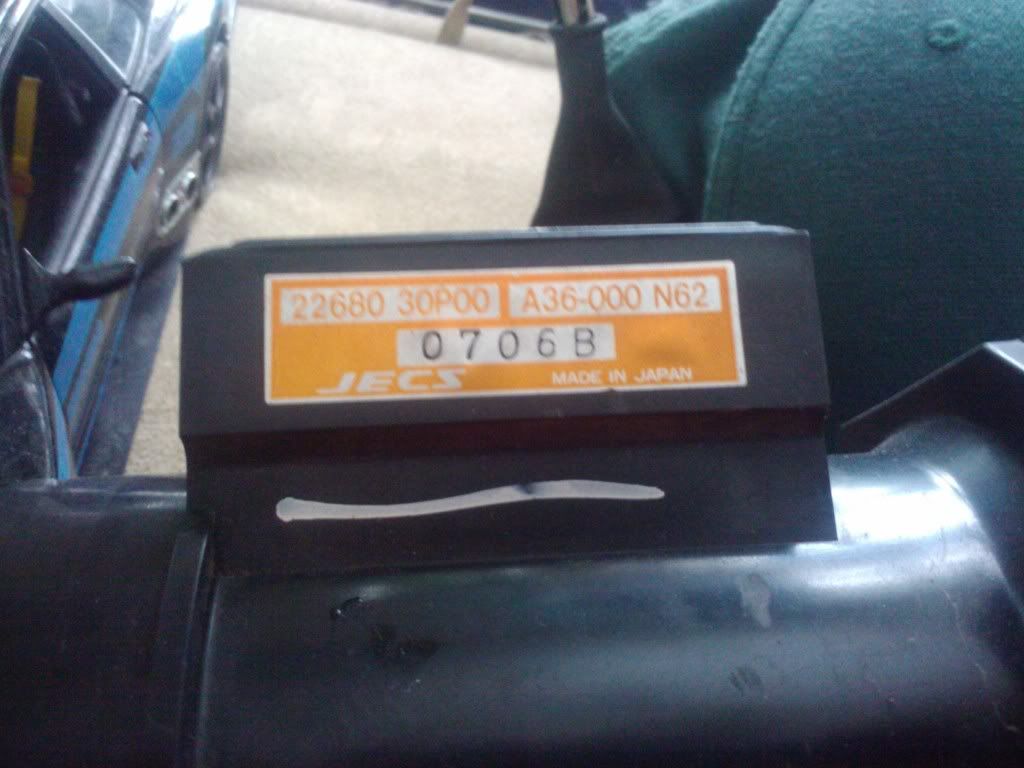 22680 30P00 A36-000 N62
0706B
JECS MADE IN JAPAN